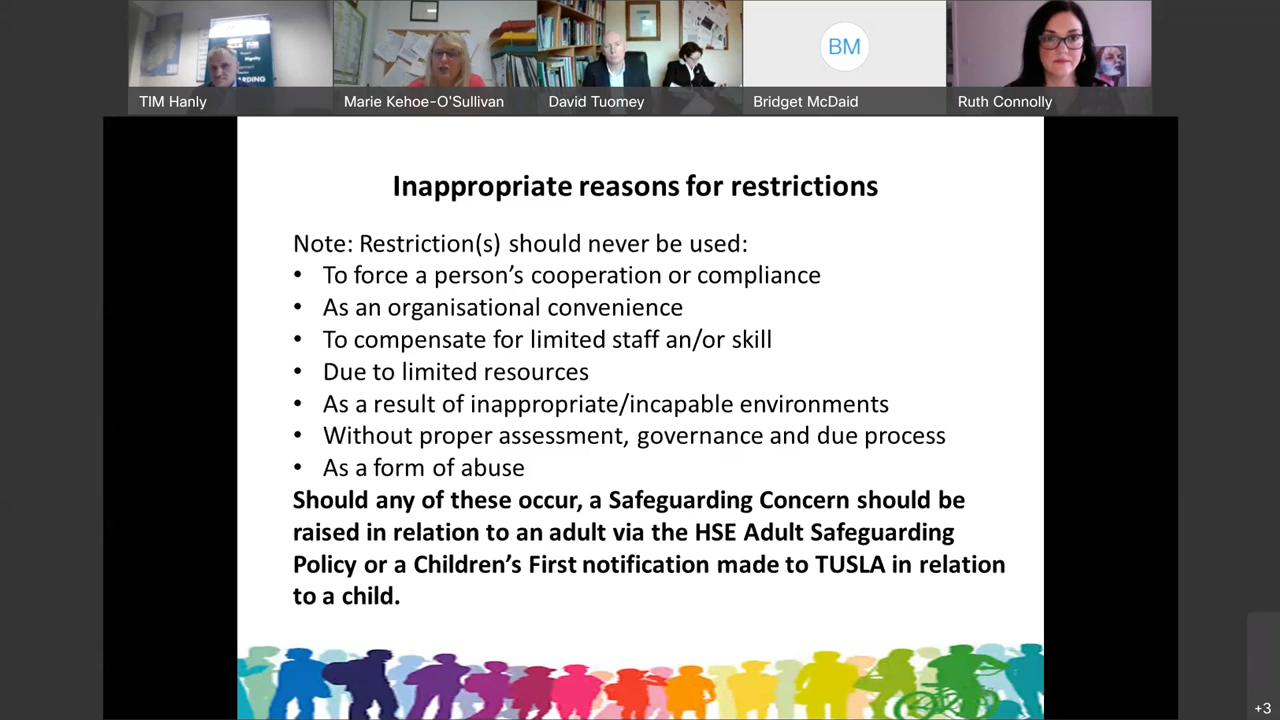 TIM Hanly
Marie Kehoe-O'Sullivan
David Tuomey
BM
Bridget McDaid
Ruth Connolly
Inappropriate reasons for restrictions
Note: Restriction(s) should never be used:
• To force a person's cooperation or compliance
• As an organisational convenience
• To compensate for limited staff an/or skill
• Due to limited resources
• As a result of inappropriate/incapable environments
• Without proper assessment, governance and due process
• As a form of abuse
Should any of these occur, a Safeguarding Concern should be
raised in relation to an adult via the HSE Adult Safeguarding
Policy or a Children's First notification made to TUSLA in relation
to a child.
+3